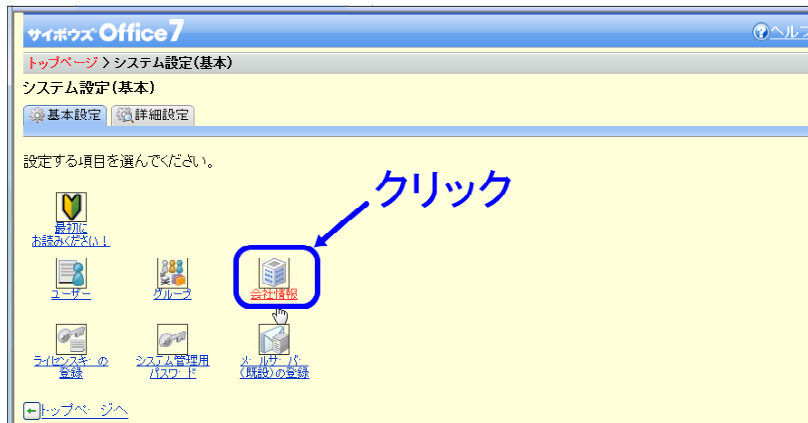 サイボウズ Office 7
ヘルプ
トップページ > システム設定(基本)
システム設定(基本)
基本設定 詳細設定
設定する項目を選んでください。
クリック
最初に
お読みください!
ユーザー グループ 会社情報
ライセンスキーの
登録
システム管理用
パスワード
メールサーバー
(既設)の登録
トップページへ